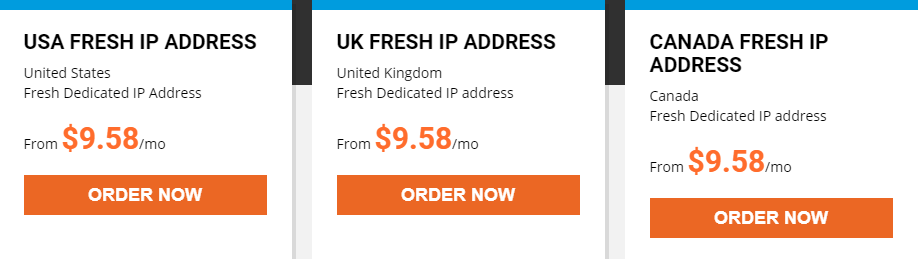 USA FRESH IP ADDRESS
United States
Fresh Dedicated IP Address
From $9.58/mo
ORDER NOW
UK FRESH IP ADDRESS
United Kingdom
Fresh Dedicated IP address
From $9.58/mo
ORDER NOW
CANADA FRESH IP
ADDRESS
Canada
Fresh Dedicated IP address
From $9.58/mo
ORDER NOW